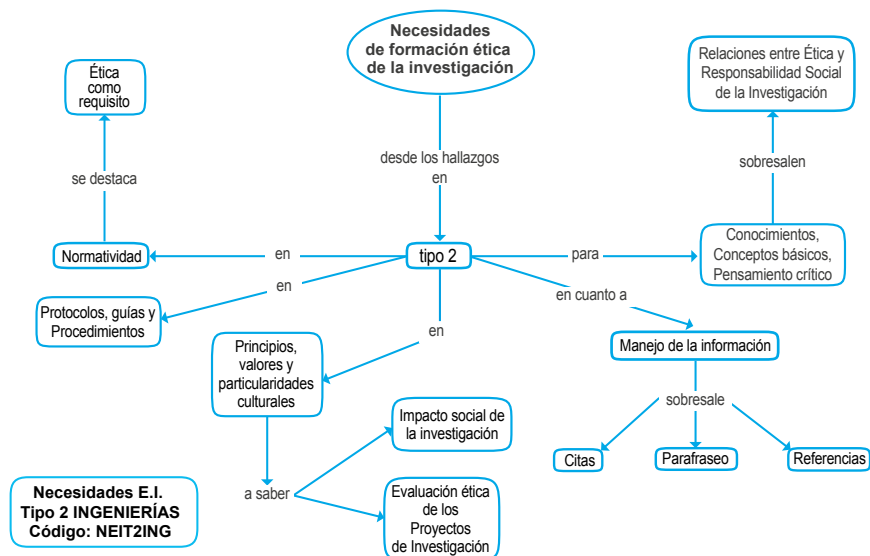 Necesidades
de formación ética
de la investigación
Relaciones entre Ética y
Responsabilidad Social
de la Investigación
Ética
como
requisito
desde los hallazgos
en
sobresalen
se destaca
Normatividad
en
tipo 2
para
Conocimientos,
Conceptos básicos,
Pensamiento crítico
en
en cuanto a
Protocolos, guías y
Procedimientos
en
Principios,
valores y
particularidades
culturales
Manejo de la información
sobresale
Impacto social de
la investigación
Citas
Parafraseo
Referencias
a saber
Evaluación ética
de los
Proyectos
de Investigación
Necesidades E.I.
Tipo 2 INGENIERÍAS
Código: NEIT2ING